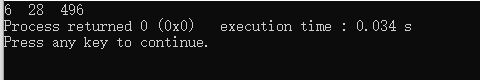 6  28  496
Process returned 0 (0x0)   execution time : 0.034 s
Press any key to continue.